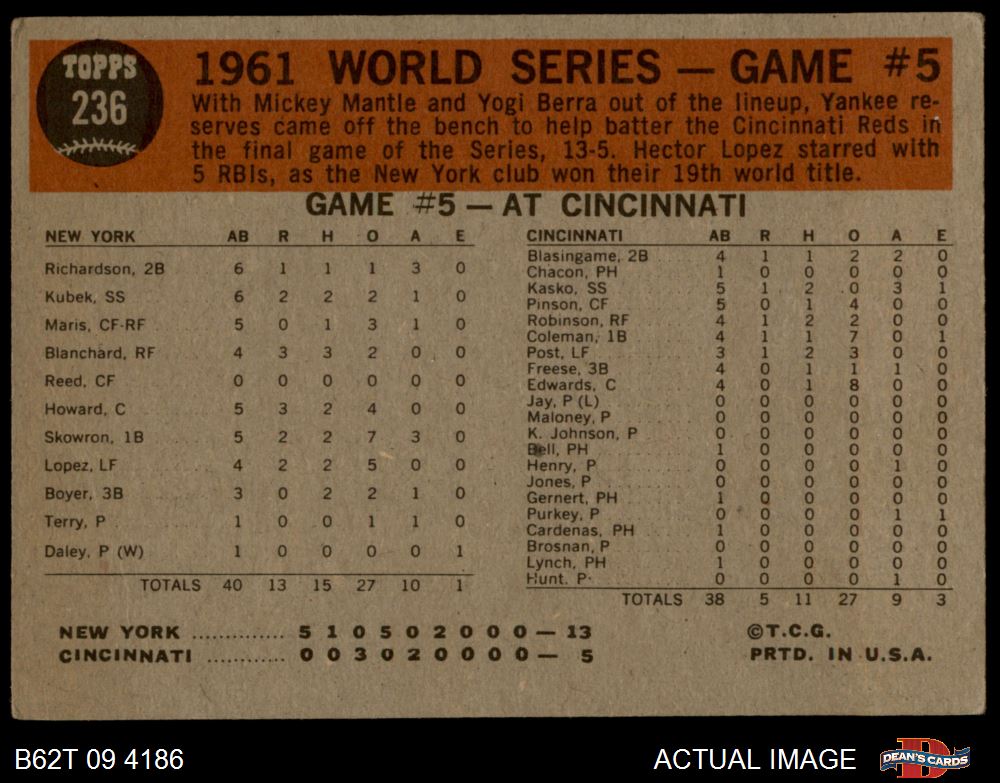 TOPPS
236
1961 WORLD SERIES — GAME #5
With Mickey Mantle and Yogi Berra out of the lineup, Yankee re-
serves came off the bench to help batter the Cincinnati Reds in
the final game of the Series, 13-5. Hector Lopez starred with
5 RBIs, as the New York club won their 19th world title.
GAME #5 — AT CINCINNATI
NEW YORK AB R H O A E
Richardson, 2B 6 1 1 1 3 0
Kubek, SS 6 2 2 2 1 0
Maris, CF-RF 5 0 1 3 1 0
Blanchard, RF 4 3 3 2 0 0
Reed, CF 0 0 0 0 0 0
Howard, C 5 3 2 4 0 0
Skowron, 1B 5 2 2 7 3 0
Lopez, LF 4 2 2 5 0 0
Boyer, 3B 3 0 2 2 1 0
Terry, P 1 0 0 1 1 0
Daley, P (W) 1 0 0 0 0 1
TOTALS 40 13 15 27 10 1
CINCINNATI AB R H O A E
Blasingame, 2B 4 1 1 2 2 0
Chacon, PH 1 0 0 0 0 0
Kasko, SS 5 1 2 0 3 1
Pinson, CF 5 0 1 4 0 0
Robinson, RF 4 1 2 2 0 0
Coleman, 1B 4 1 1 7 0 1
Post, LF 3 1 2 3 0 0
Freese, 3B 4 0 1 1 1 0
Edwards, C 4 0 1 8 0 0
Jay, P (L) 0 0 0 0 0 0
Maloney, P 0 0 0 0 0 0
K. Johnson, P 0 0 0 0 0 0
Bell, PH 1 0 0 0 0 0
Henry, P 0 0 0 0 1 0
Jones, P 0 0 0 0 0 0
Gernert, PH 1 0 0 0 0 0
Purkey, P 0 0 0 0 1 1
Cardenas, PH 1 0 0 0 0 0
Brosnan, P 0 0 0 0 0 0
Lynch, PH 1 0 0 0 0 0
Hunt. P 0 0 0 0 1 0
TOTALS 38 5 11 27 9 3
NEW YORK .............. 5 1 0 5 0 2 0 0 0 — 13
CINCINNATI ............ 0 0 3 0 2 0 0 0 0 — 5
©T.C.G.
PRTD. IN U.S.A.
B62T 09 4186
ACTUAL IMAGE
DEAN'S CARDS